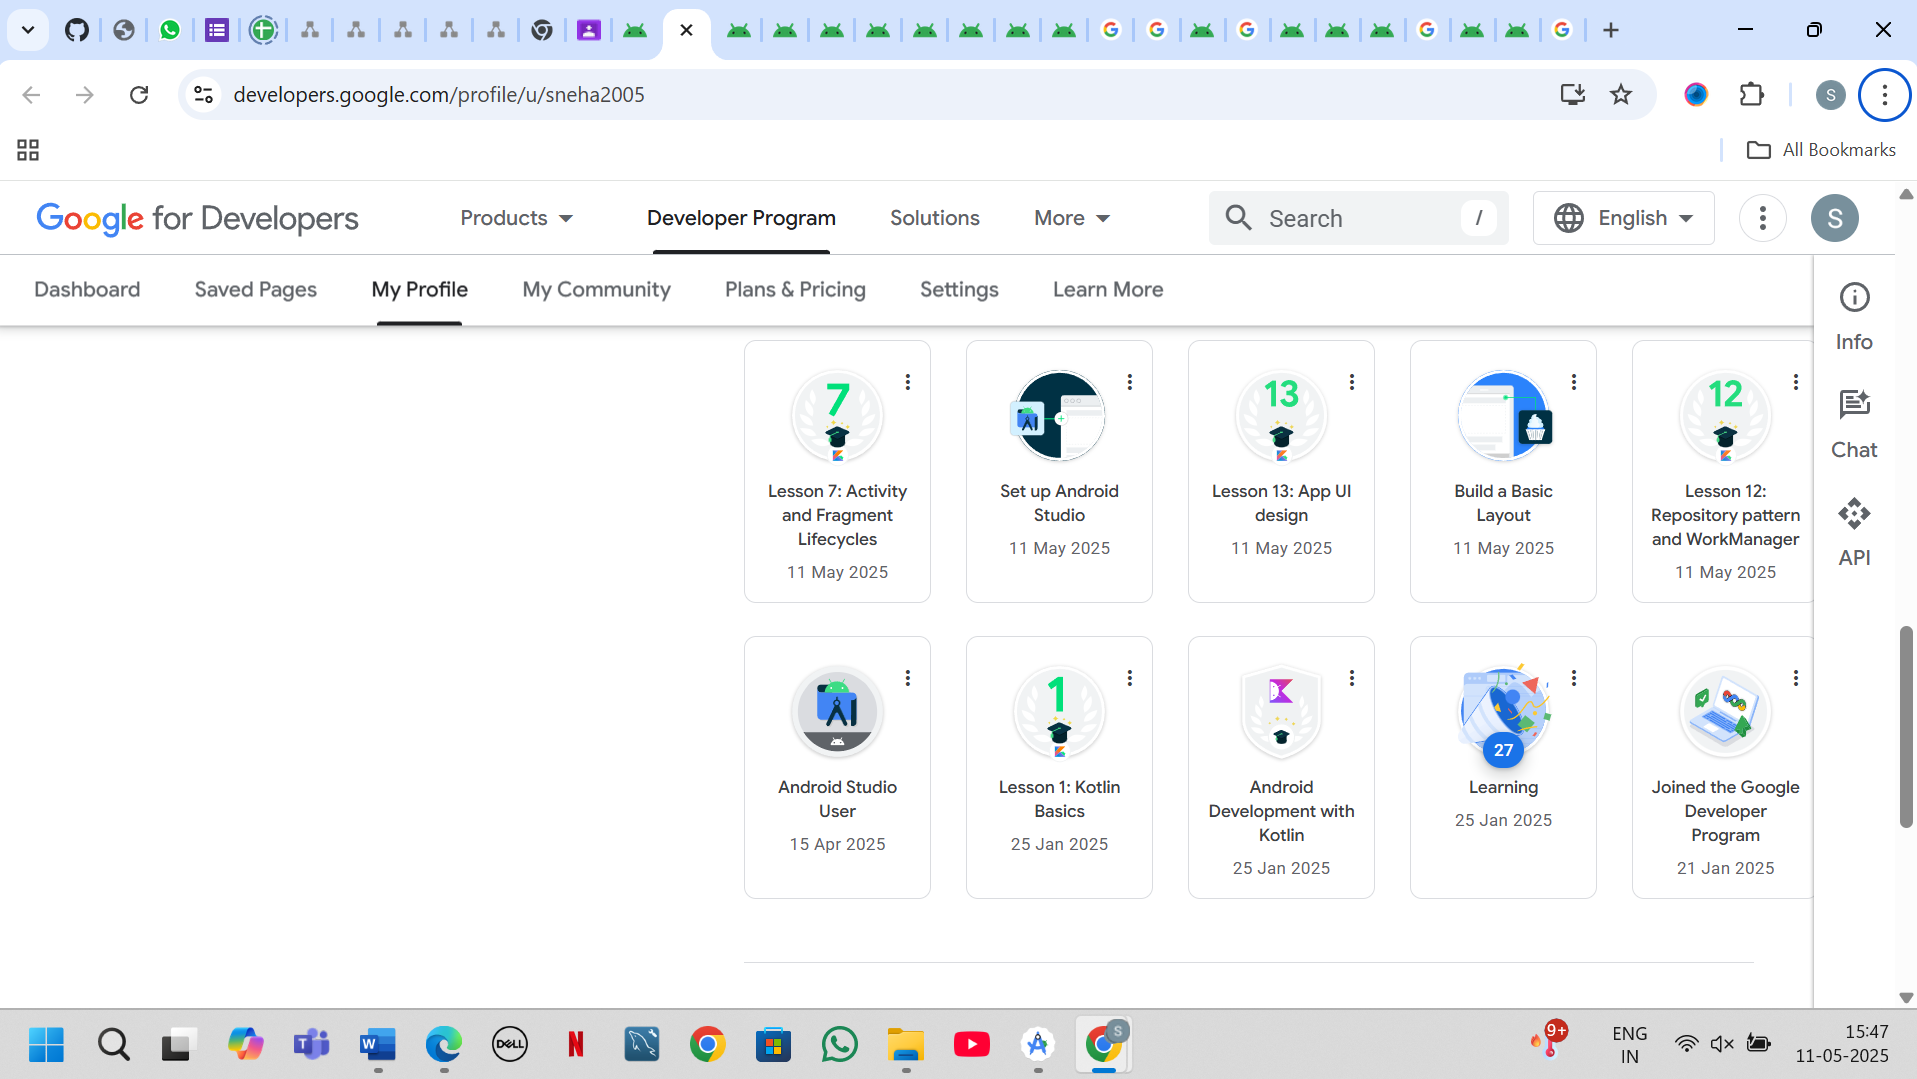 developers.google.com/profile/u/sneha2005
S
All Bookmarks
Google for Developers
Products
Developer Program
Solutions
More
Search
/
English
S
Dashboard
Saved Pages
My Profile
My Community
Plans & Pricing
Settings
Learn More
Info
Chat
API
7
Lesson 7: Activity
and Fragment
Lifecycles
11 May 2025
Set up Android
Studio
11 May 2025
13
Lesson 13: App UI
design
11 May 2025
Build a Basic
Layout
11 May 2025
12
Lesson 12:
Repository pattern
and WorkManager
11 May 2025
Android Studio
User
15 Apr 2025
1
Lesson 1: Kotlin
Basics
25 Jan 2025
Android
Development with
Kotlin
25 Jan 2025
27
Learning
25 Jan 2025
Joined the Google
Developer
Program
21 Jan 2025
T
W
DELL
N
S
9+
ENG
IN
15:47
11-05-2025